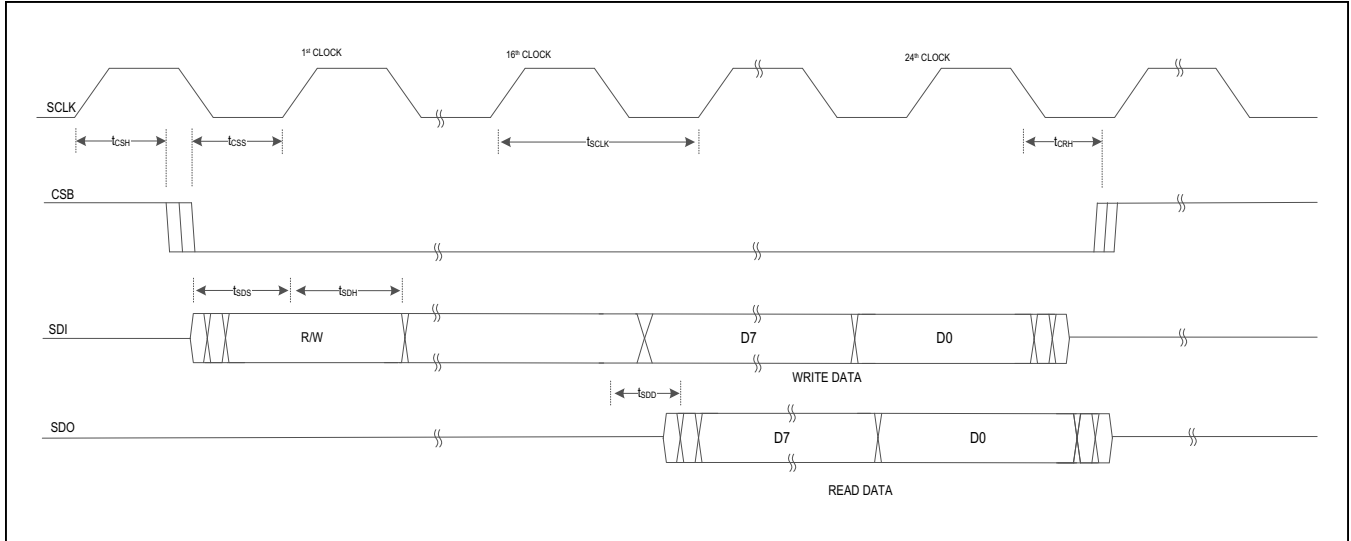 1st CLOCK 16th CLOCK 24th CLOCK
SCLK
tCSH tCSS tSCLK tCRH
CSB
tSDS tSDH
SDI R/W D7 D0
WRITE DATA
tSDD
SDO D7 D0
READ DATA